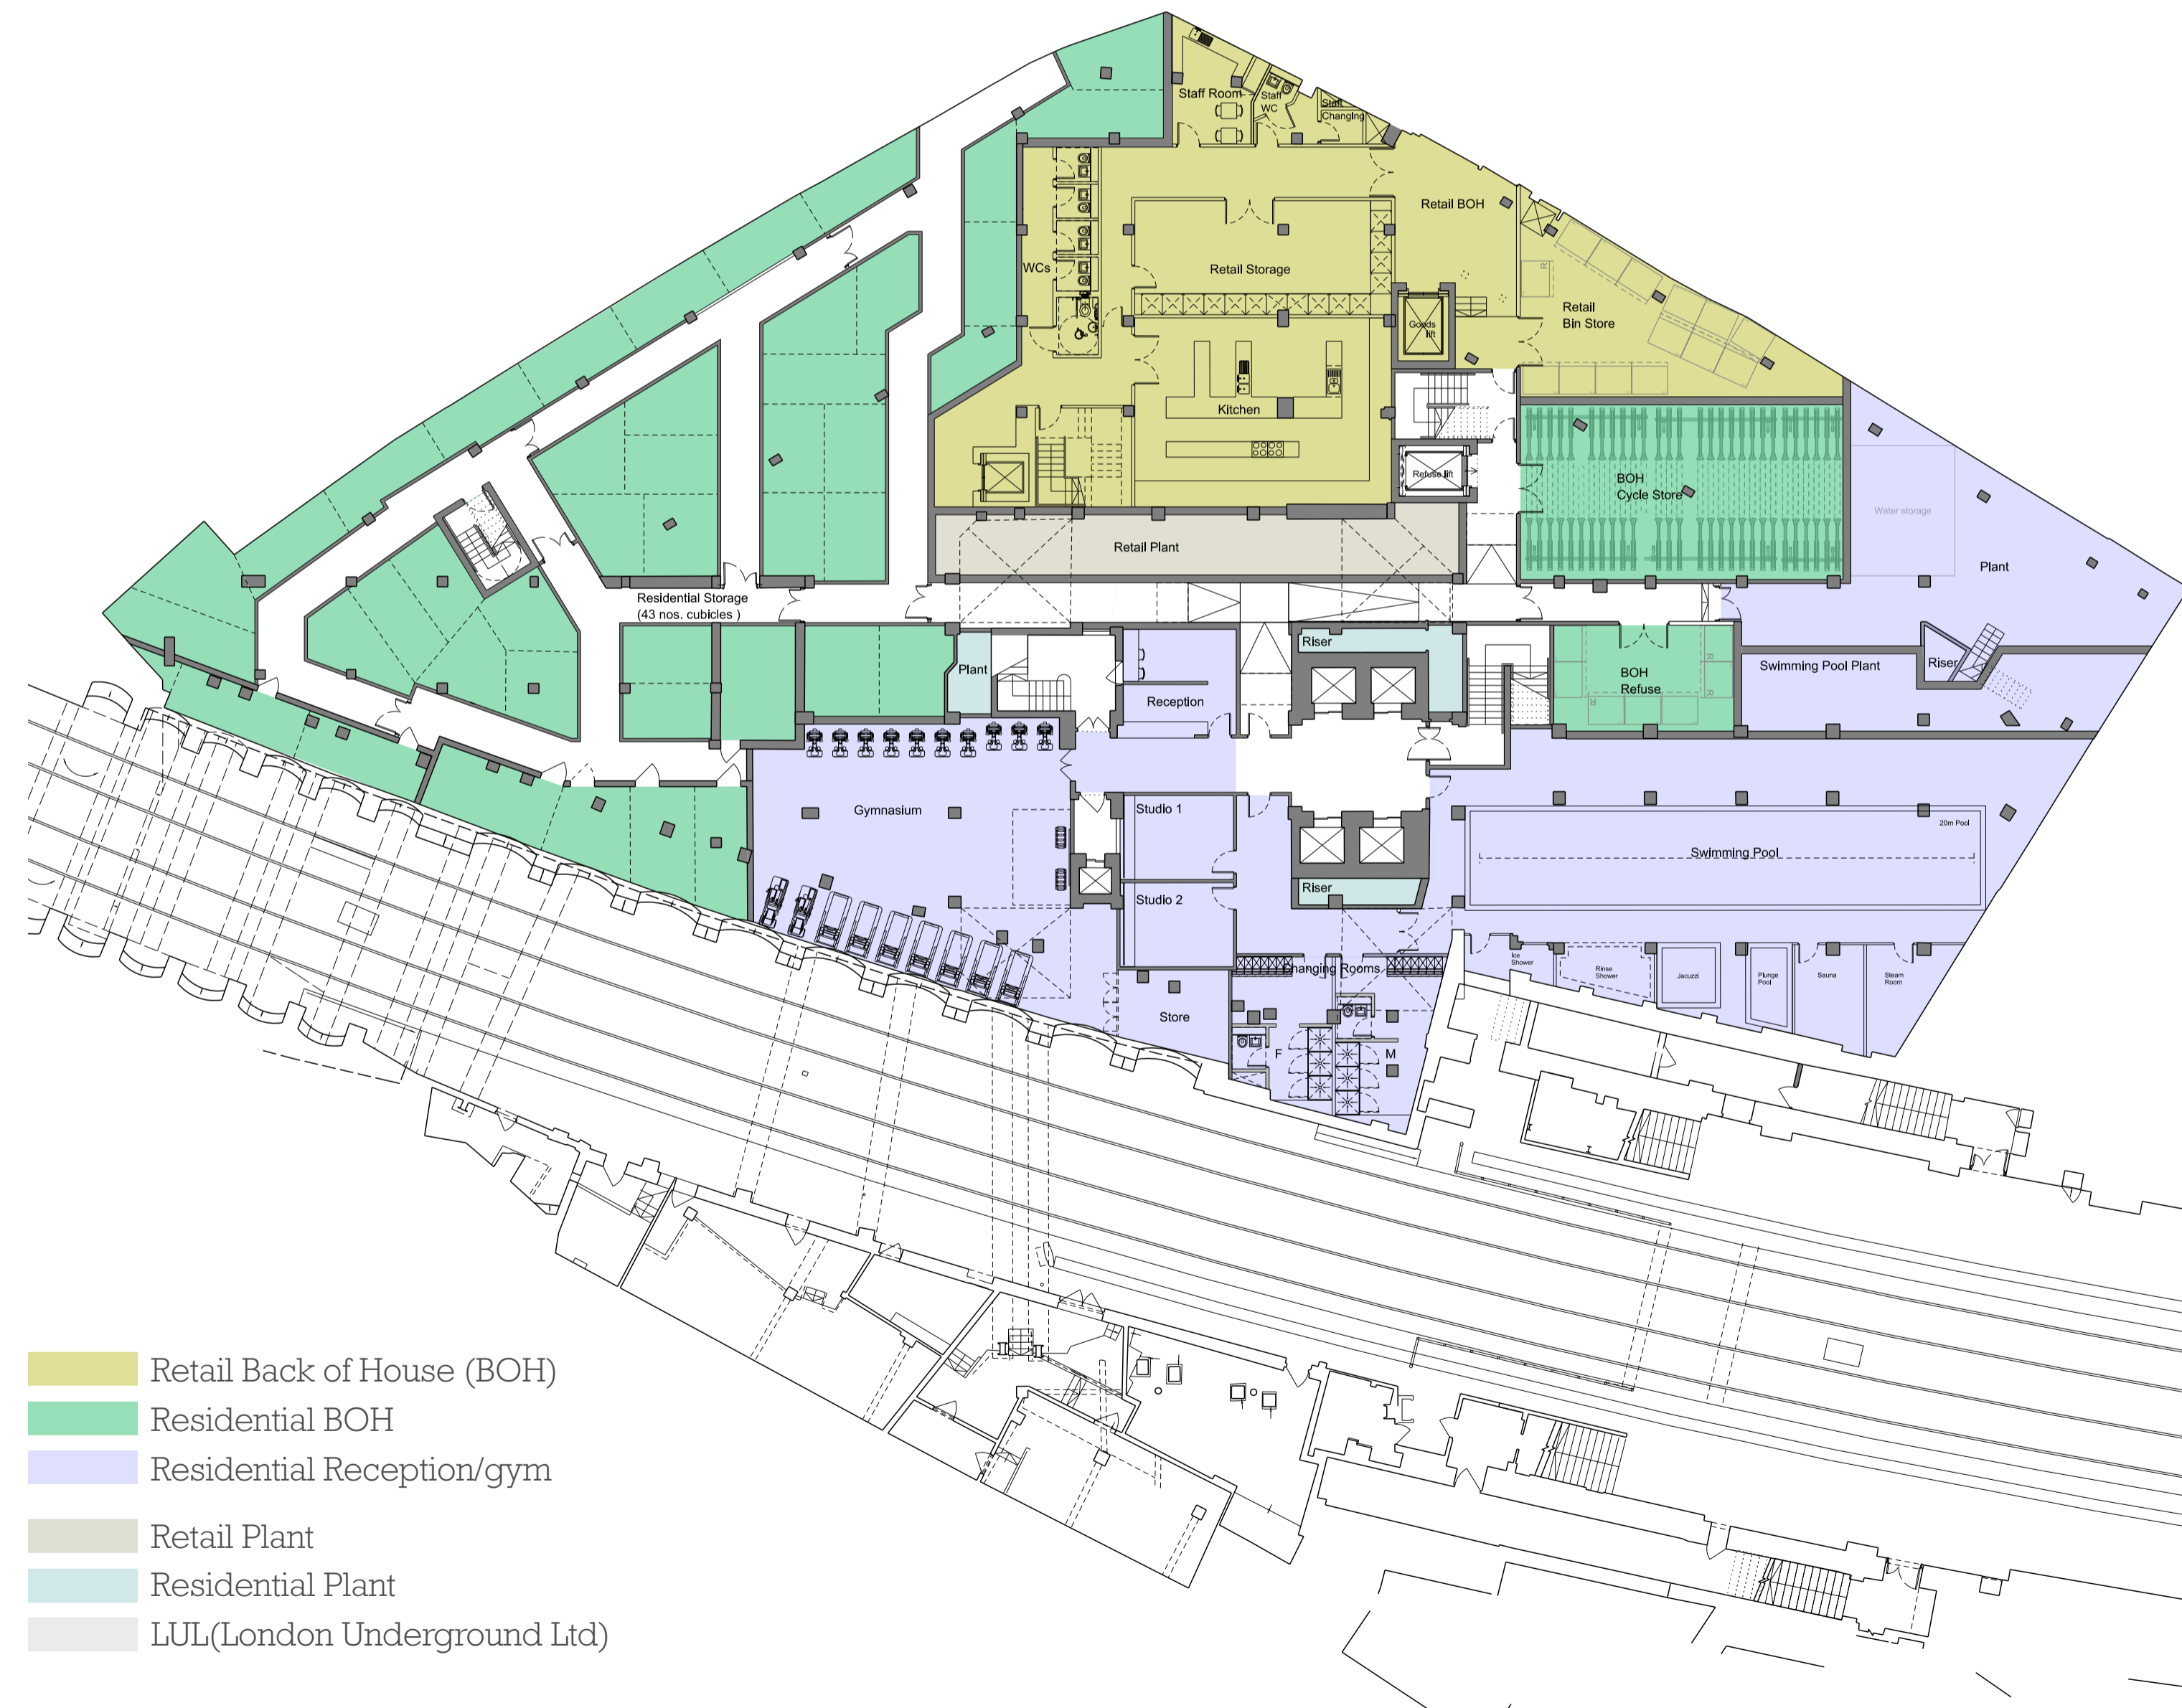 Staff Room
Staff
WC
Staff
Changing
Retail BOH
WCs
Retail Storage
R
Retail
Bin Store
Goods
lift
Kitchen
Refuse lift
BOH
Cycle Store
Water storage
Retail Plant
Plant
Residential Storage
(43 nos. cubicles )
Riser
Plant
Reception
R
BOH
Refuse
R
R
Swimming Pool Plant
Riser
Gymnasium
Studio 1
20m Pool
Swimming Pool
Riser
Studio 2
Changing Rooms
Ice
Shower
Rinse
Shower
Jacuzzi
Plunge
Pool
Sauna
Steam
Room
Store
F
M
Retail Back of House (BOH)
Residential BOH
Residential Reception/gym
Retail Plant
Residential Plant
LUL(London Underground Ltd)